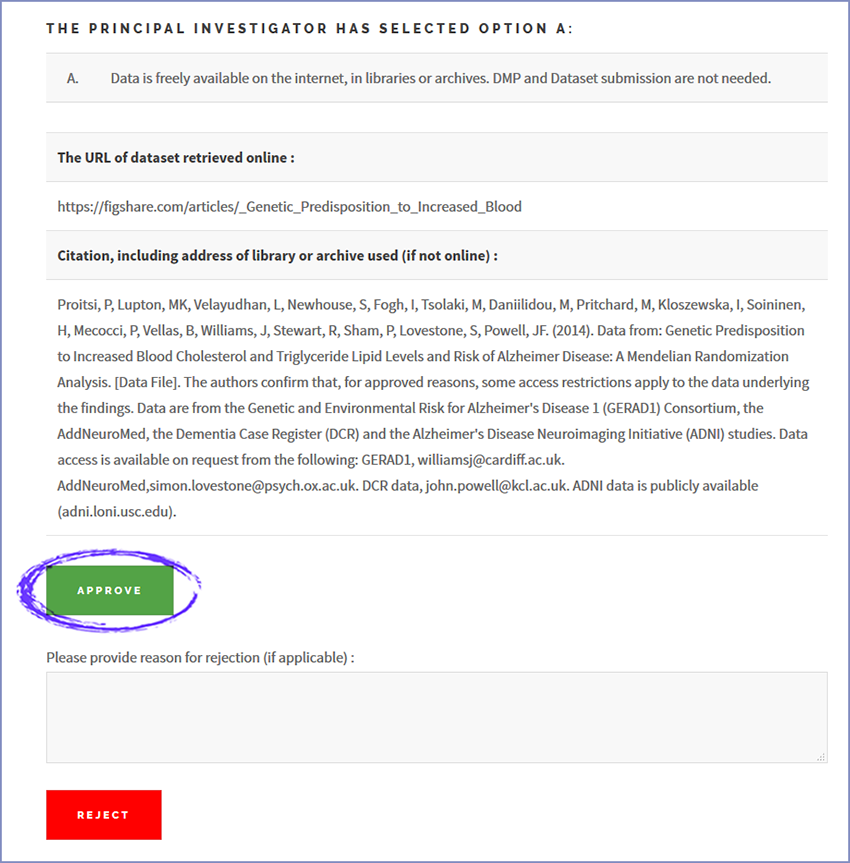 THE PRINCIPAL INVESTIGATOR HAS SELECTED OPTION A:
A. Data is freely available on the internet, in libraries or archives. DMP and Dataset submission are not needed.
The URL of dataset retrieved online :
https://figshare.com/articles/_Genetic_Predisposition_to_Increased_Blood
Citation, including address of library or archive used (if not online) :
Proitsi, P, Lupton, MK, Velayudhan, L, Newhouse, S, Fogh, I, Tsolaki, M, Daniilidou, M, Pritchard, M, Kloszewska, I, Soininen,
H, Mecocci, P, Vellas, B, Williams, J, Stewart, R, Sham, P, Lovestone, S, Powell, JF. (2014). Data from: Genetic Predisposition
to Increased Blood Cholesterol and Triglyceride Lipid Levels and Risk of Alzheimer Disease: A Mendelian Randomization
Analysis. [Data File]. The authors confirm that, for approved reasons, some access restrictions apply to the data underlying
the findings. Data are from the Genetic and Environmental Risk for Alzheimer's Disease 1 (GERAD1) Consortium, the
AddNeuroMed, the Dementia Case Register (DCR) and the Alzheimer's Disease Neuroimaging Initiative (ADNI) studies. Data
access is available on request from the following: GERAD1, williamsj@cardiff.ac.uk.
AddNeuroMed,simon.lovestone@psych.ox.ac.uk. DCR data, john.powell@kcl.ac.uk. ADNI data is publicly available
(adni.loni.usc.edu).
APPROVE
Please provide reason for rejection (if applicable) :
REJECT